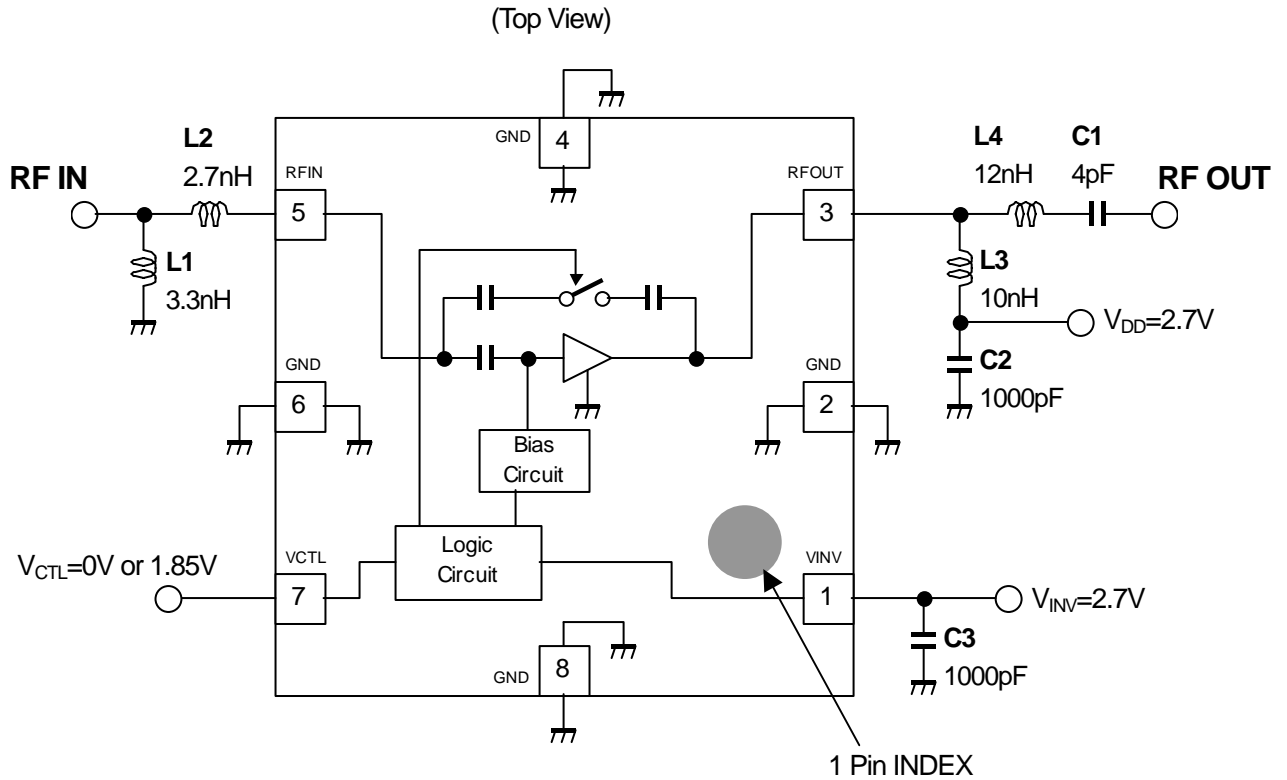 (Top View)
L2
2.7nH
RF IN
L1
3.3nH
GND
4
RFIN
5
RFOUT
3
L4
12nH
C1
4pF
RF OUT
L3
10nH
VDD=2.7V
C2
1000pF
GND
6
GND
2
Bias
Circuit
Logic
Circuit
VCTL=0V or 1.85V
VCTL
7
VINV
1
VINV=2.7V
C3
1000pF
GND
8
1 Pin INDEX